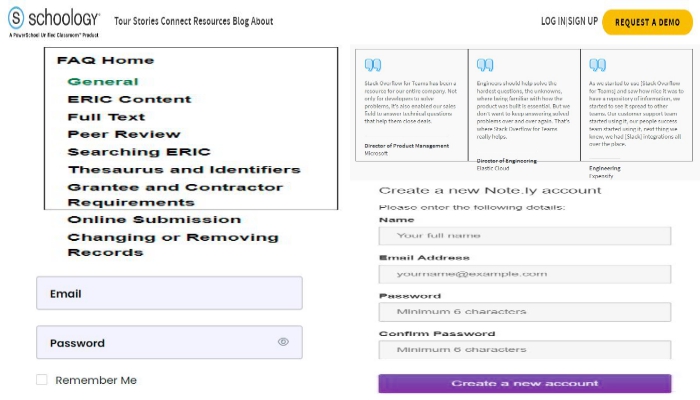 S schoology®
A PowerSchool Unified Classroom™ Product
Tour Stories Connect Resources Blog About
LOG IN|SIGN UP
REQUEST A DEMO
FAQ Home
General
ERIC Content
Full Text
Peer Review
Searching ERIC
Thesaurus and Identifiers
Grantee and Contractor
Requirements
Online Submission
Changing or Removing
Records
Stack Overflow for Teams has been a
resource for our entire company. Not
only for developers to solve
problems, it's also enabled our sales
field to answer technical questions
that help them close deals.
Director of Product Management
Microsoft
Engineers should help solve the
hardest questions, the unknowns,
where being familiar with how the
product was built is essential. But we
don't want to keep answering solved
problems over and over again. That's
where Stack Overflow for Teams
really helps.
Director of Engineering
Elastic Cloud
As we started to use [Stack Overflow
for Teams] and saw how nice it was to
have a repository of information, we
started to see it spread to other
teams. Our customer support team
started using it, our people success
team started using it, next thing we
knew, we had [Slack] integrations all
over the place.
Engineering
Expensify
Email
Password
Remember Me
Create a new Note.ly account
Please enter the following details:
Name
Your full name
Email Address
yourname@example.com
Password
Minimum 6 characters
Confirm Password
Minimum 6 characters
Create a new account